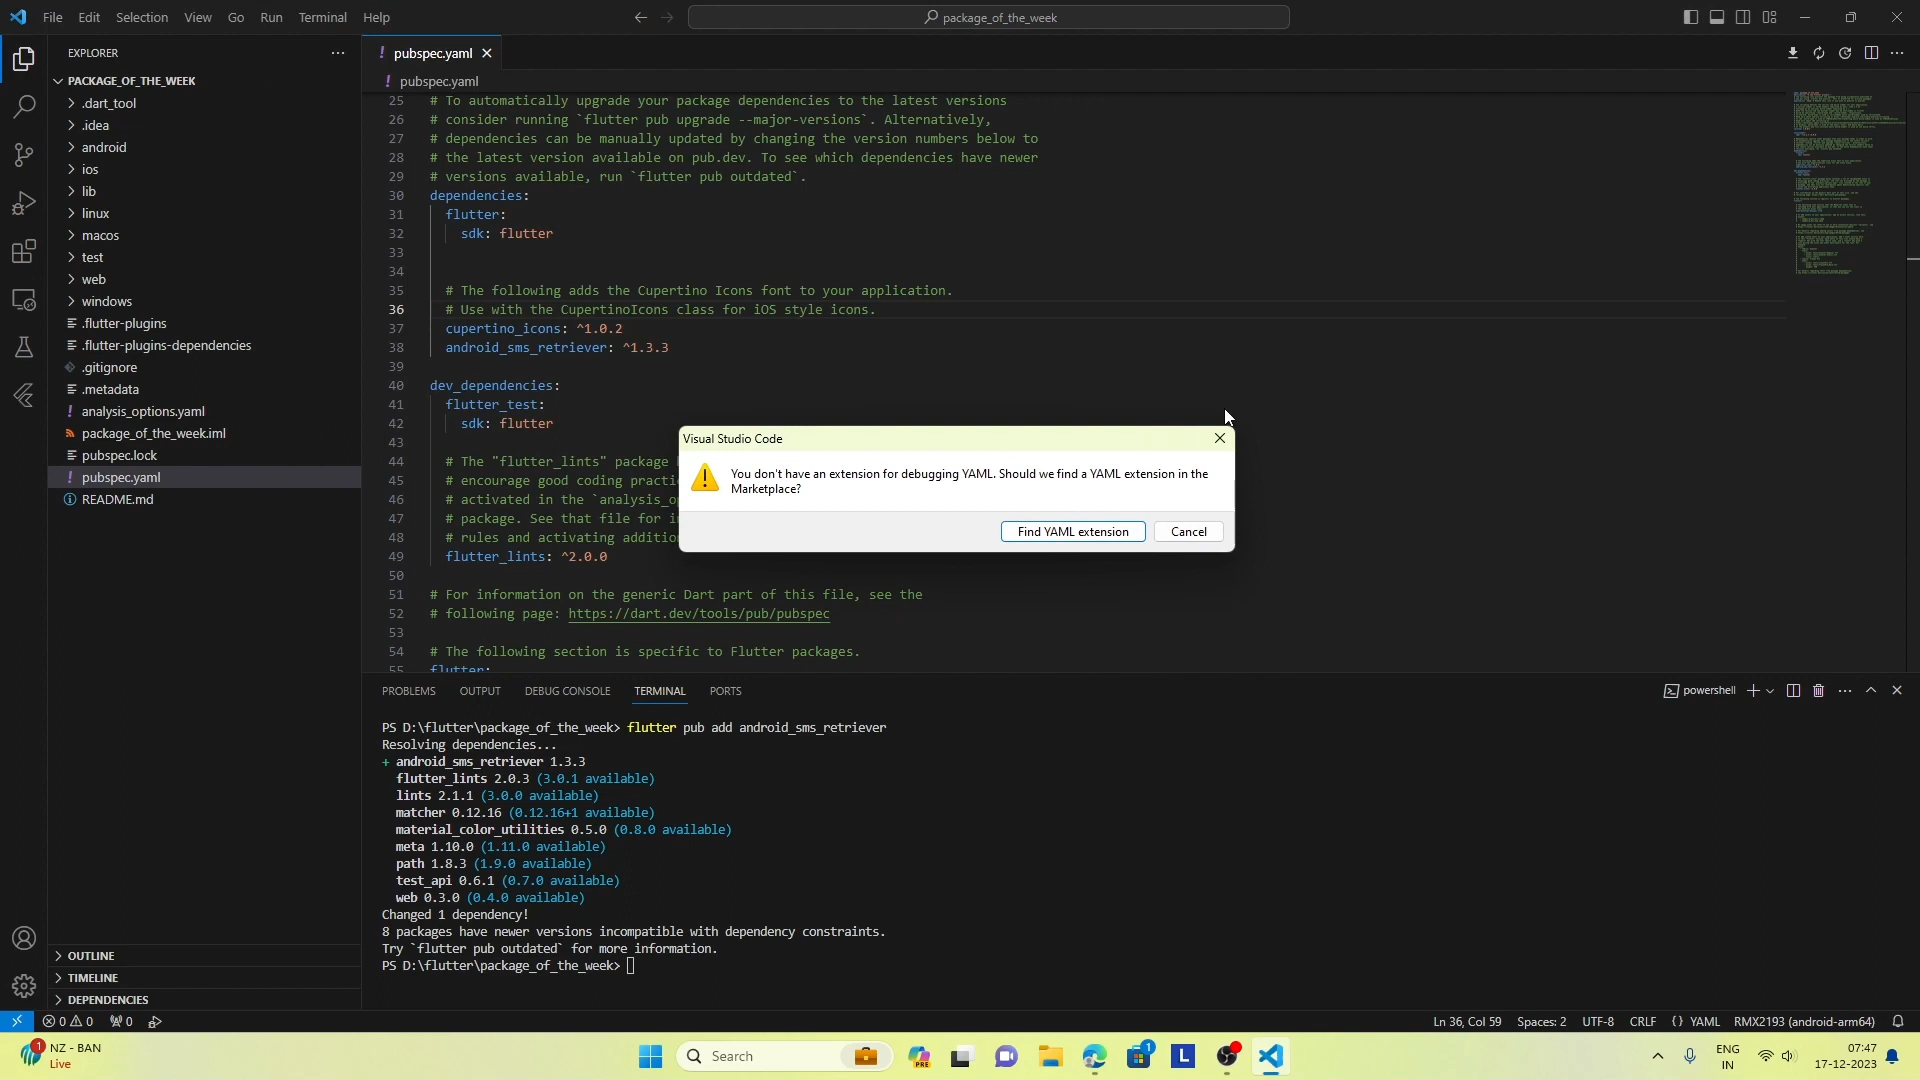 File Edit Selection View Go Run Terminal Help
package_of_the_week
EXPLORER
PACKAGE_OF_THE_WEEK
.dart_tool
.idea
android
ios
lib
linux
macos
test
web
windows
.flutter-plugins
.flutter-plugins-dependencies
.gitignore
.metadata
analysis_options.yaml
package_of_the_week.iml
pubspec.lock
pubspec.yaml
README.md
OUTLINE
TIMELINE
DEPENDENCIES
pubspec.yaml
pubspec.yaml
25 # To automatically upgrade your package dependencies to the latest versions
26 # consider running `flutter pub upgrade --major-versions`. Alternatively,
27 # dependencies can be manually updated by changing the version numbers below to
28 # the latest version available on pub.dev. To see which dependencies have newer
29 # versions available, run `flutter pub outdated`.
30 dependencies:
31 flutter:
32 sdk: flutter
33
34
35 # The following adds the Cupertino Icons font to your application.
36 # Use with the CupertinoIcons class for iOS style icons.
37 cupertino_icons: ^1.0.2
38 android_sms_retriever: ^1.3.3
39
40 dev_dependencies:
41 flutter_test:
42 sdk: flutter
43
44 # The "flutter_lints" package
45 # encourage good coding
46 # activated in the
47 # package. See that file for
48 # rules and activating
49 flutter_lints: ^2.0.0
50
51 # For information on the generic Dart part of this file, see the
52 # following page: https://dart.dev/tools/pub/pubspec
53
54 # The following section is specific to Flutter packages.
55 flutter:
Visual Studio Code
You don't have an extension for debugging YAML. Should we find a YAML extension in the
Marketplace?
Find YAML extension Cancel
PROBLEMS OUTPUT DEBUG CONSOLE TERMINAL PORTS
powershell
PS D:\flutter\package_of_the_week> flutter pub add android_sms_retriever
Resolving dependencies...
+ android_sms_retriever 1.3.3
flutter_lints 2.0.3 (3.0.1 available)
lints 2.1.1 (3.0.0 available)
matcher 0.12.16 (0.12.16+1 available)
material_color_utilities 0.5.0 (0.8.0 available)
meta 1.10.0 (1.11.0 available)
path 1.8.3 (1.9.0 available)
test_api 0.6.1 (0.7.0 available)
web 0.3.0 (0.4.0 available)
Changed 1 dependency!
8 packages have newer versions incompatible with dependency constraints.
Try `flutter pub outdated` for more information.
PS D:\flutter\package_of_the_week>
0 0 0
Ln 36, Col 59 Spaces: 2 UTF-8 CRLF {} YAML RMX2193 (android-arm64)
1
NZ - BAN
Live
Search
PRE
1
L
ENG
IN
07:47
17-12-2023